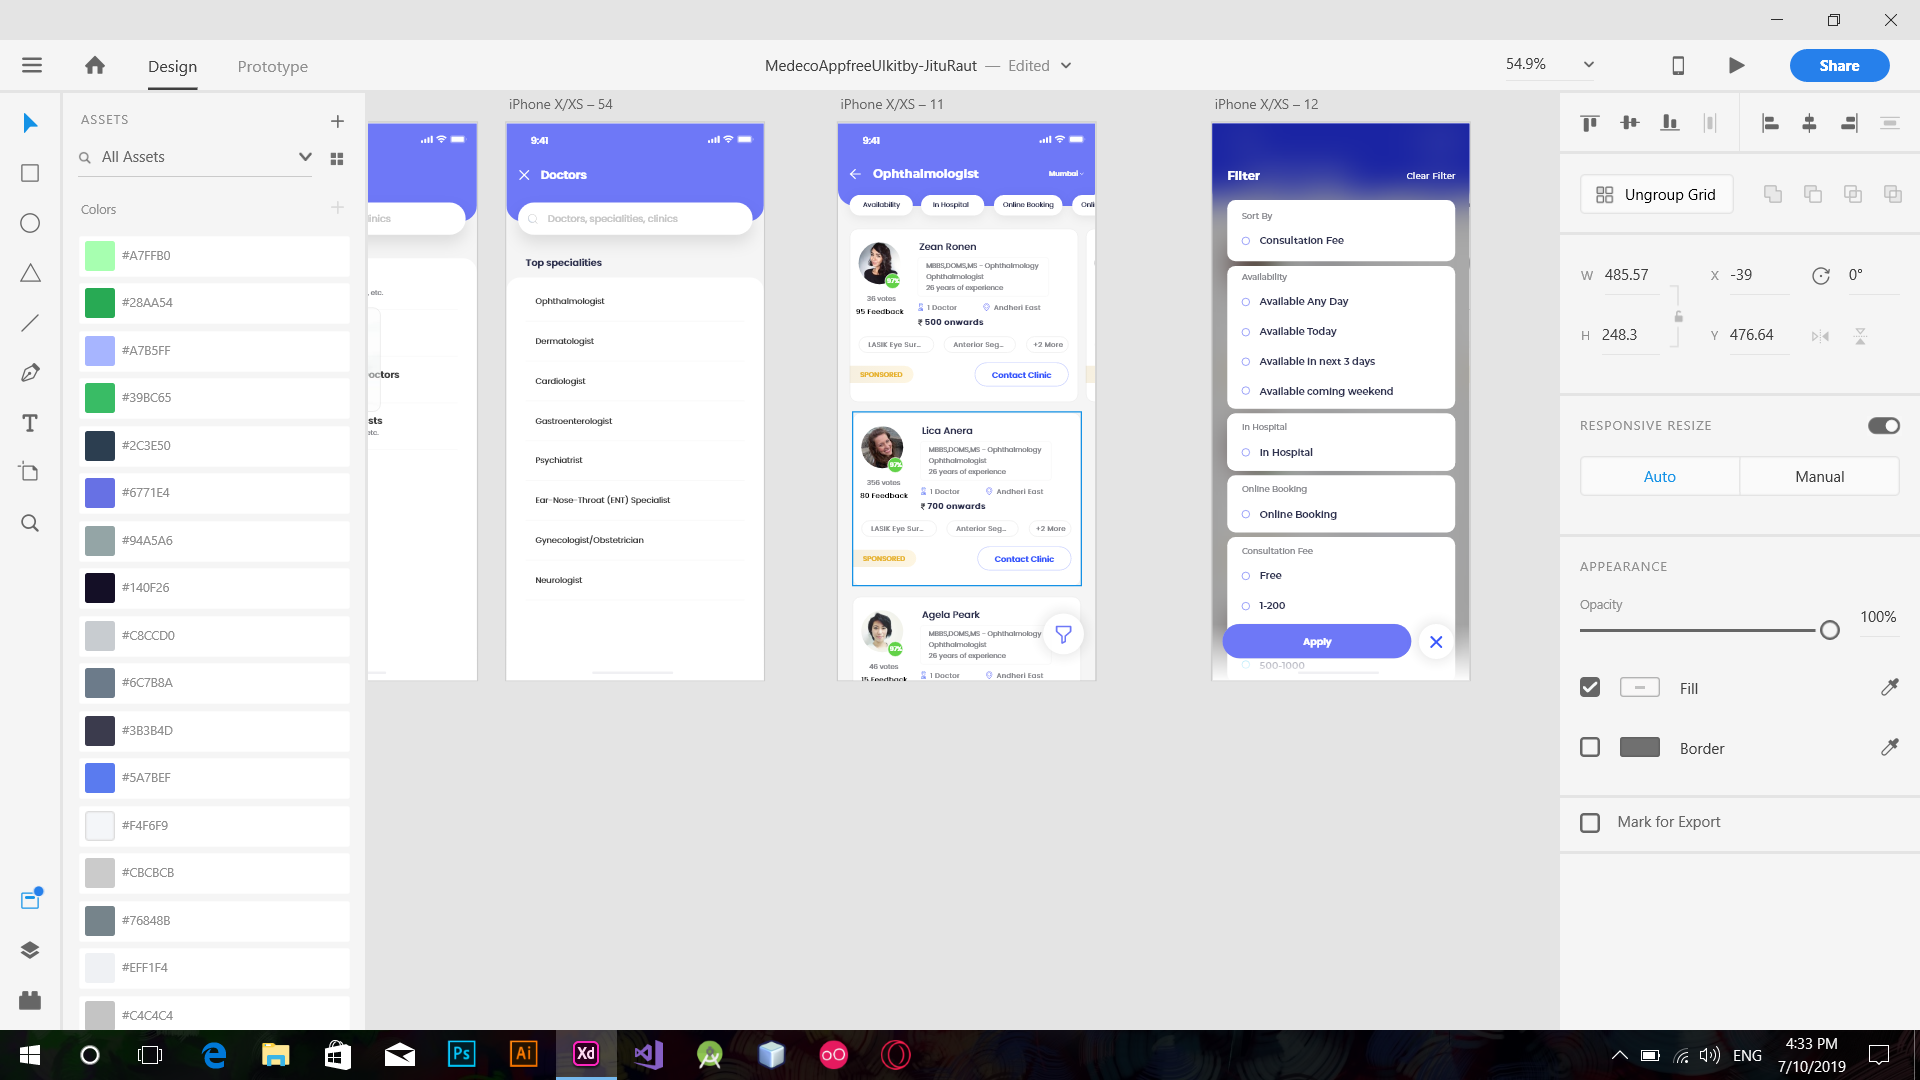 Design
Prototype
MedecoAppfreeUIkitby-JituRaut — Edited
54.9%
Share
ASSETS
All Assets
Colors
#A7FFB0
#28AA54
#A7B5FF
#39BC65
#2C3E50
#6771E4
#94A5A6
#140F26
#C8CCD0
#6C7B8A
#3B3B4D
#5A7BEF
#F4F6F9
#CBCBCB
#76848B
#EFF1F4
#C4C4C4
linics
, etc.
octors
sts
etc.
iPhone X/XS – 54
9:41
Doctors
Doctors, specialities, clinics
Top specialities
Ophthalmologist
Dermatologist
Cardiologist
Gastroenterologist
Psychiatrist
Ear-Nose-Throat (ENT) Specialist
Gynecologist/Obstetrician
Neurologist
iPhone X/XS – 11
9:41
Ophthalmologist
Mumbai
Availability
In Hospital
Online Booking
Onli
Zean Ronen
MBBS,DOMS,MS - Ophthalmology
Ophthalmologist
26 years of experience
97%
36 votes
95 Feedback
1 Doctor
Andheri East
₹ 500 onwards
LASIK Eye Sur...
Anterior Seg...
+2 More
SPONSORED
Contact Clinic
Lica Anera
MBBS,DOMS,MS - Ophthalmology
Ophthalmologist
26 years of experience
97%
356 votes
80 Feedback
1 Doctor
Andheri East
₹ 700 onwards
LASIK Eye Sur...
Anterior Seg...
+2 More
SPONSORED
Contact Clinic
Agela Peark
MBBS,DOMS,MS - Ophthalmology
Ophthalmologist
26 years of experience
97%
46 votes
15 Feedback
1 Doctor
Andheri East
iPhone X/XS – 12
Filter
Clear Filter
Sort By
Consultation Fee
Availability
Available Any Day
Available Today
Available in next 3 days
Available coming weekend
In Hospital
In Hospital
Online Booking
Online Booking
Consultation Fee
Free
1-200
Apply
500-1000
Ungroup Grid
W 485.57
X -39
0°
H 248.3
Y 476.64
RESPONSIVE RESIZE
Auto
Manual
APPEARANCE
Opacity
100%
Fill
Border
Mark for Export
Ps
Ai
Xd
ENG
4:33 PM
7/10/2019